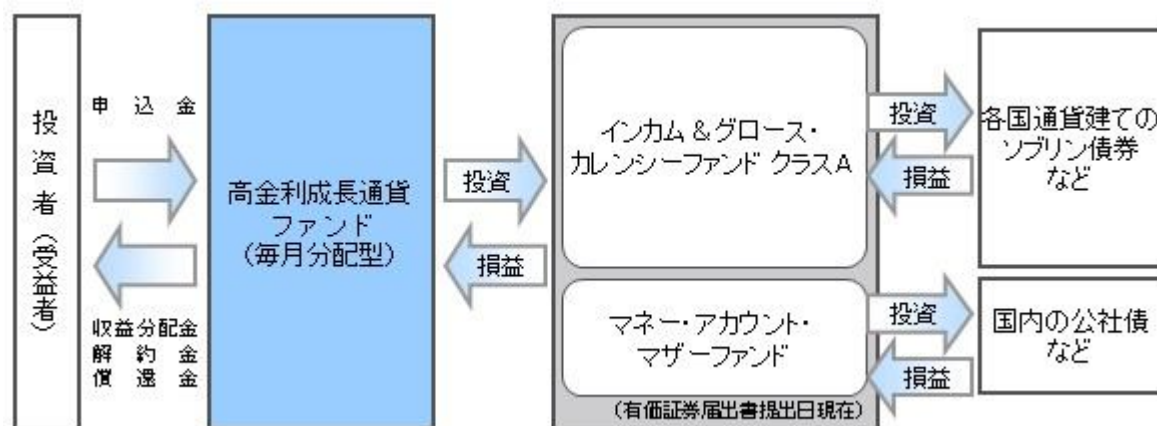 投資者（受益者）
申込金
収益分配金
解約金
償還金
高金利成長通貨
ファンド
（毎月分配型）
投資
損益
インカム＆グロース・
カレンシーファンド クラスA
マネー・アカウント・
マザーファンド
（有価証券届出書提出日現在）
投資
損益
各国通貨建ての
ソブリン債券
など
投資
損益
国内の公社債
など